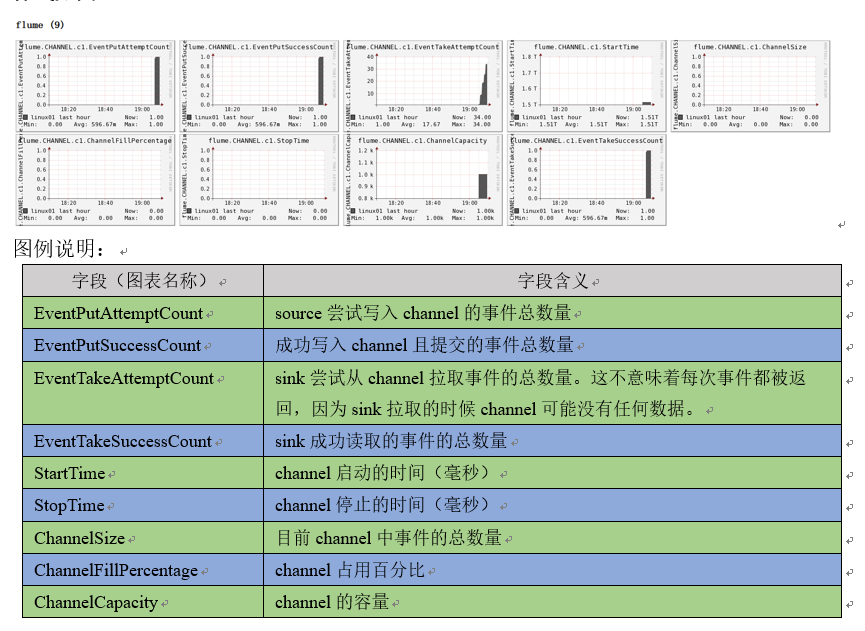 flume (9)
flume.CHANNEL.c1.EventPutAttemptCount
1.0
0.8
0.6
0.4
0.2
0.0
18:20 18:40 19:00
linux01 last hour Now: 1.00
Min: 0.00 Avg: 596.67m Max: 1.00
flume.CHANNEL.c1.EventPutSuccessCount
1.0
0.8
0.6
0.4
0.2
0.0
18:20 18:40 19:00
linux01 last hour Now: 1.00
Min: 0.00 Avg: 596.67m Max: 1.00
flume.CHANNEL.c1.EventTakeAttemptCount
40
30
20
10
18:20 18:40 19:00
linux01 last hour Now: 34.00
Min: 1.00 Avg: 17.67 Max: 34.00
flume.CHANNEL.c1.StartTime
1.8 T
1.7 T
1.6 T
1.5 T
18:20 18:40 19:00
linux01 last hour Now: 1.51T
Min: 1.51T Avg: 1.51T Max: 1.51T
flume.CHANNEL.c1.ChannelSize
1.0
0.8
0.6
0.4
0.2
0.0
18:20 18:40 19:00
linux01 last hour Now: 0.00
Min: 0.00 Avg: 0.00 Max: 0.00
flume.CHANNEL.c1.ChannelFillPercentage
1.0
0.8
0.6
0.4
0.2
0.0
18:20 18:40 19:00
linux01 last hour Now: 0.00
Min: 0.00 Avg: 0.00 Max: 0.00
flume.CHANNEL.c1.StopTime
1.0
0.8
0.6
0.4
0.2
0.0
18:20 18:40 19:00
linux01 last hour Now: 0.00
Min: 0.00 Avg: 0.00 Max: 0.00
flume.CHANNEL.c1.ChannelCapacity
1.2 k
1.1 k
1.0 k
0.9 k
0.8 k
18:20 18:40 19:00
linux01 last hour Now: 1.00k
Min: 1.00k Avg: 1.00k Max: 1.00k
flume.CHANNEL.c1.EventTakeSuccessCount
1.0
0.8
0.6
0.4
0.2
0.0
18:20 18:40 19:00
linux01 last hour Now: 1.00
Min: 0.00 Avg: 596.67m Max: 1.00
图例说明：
字段（图表名称） 字段含义
EventPutAttemptCount source 尝试写入 channel 的事件总数量
EventPutSuccessCount 成功写入 channel 且提交的事件总数量
EventTakeAttemptCount sink 尝试从 channel 拉取事件的总数量。这不意味着每次事件都被返
回，因为 sink 拉取的时候 channel 可能没有任何数据。
EventTakeSuccessCount sink 成功读取的事件的总数量
StartTime channel 启动的时间（毫秒）
StopTime channel 停止的时间（毫秒）
ChannelSize 目前 channel 中事件的总数量
ChannelFillPercentage channel 占用百分比
ChannelCapacity channel 的容量